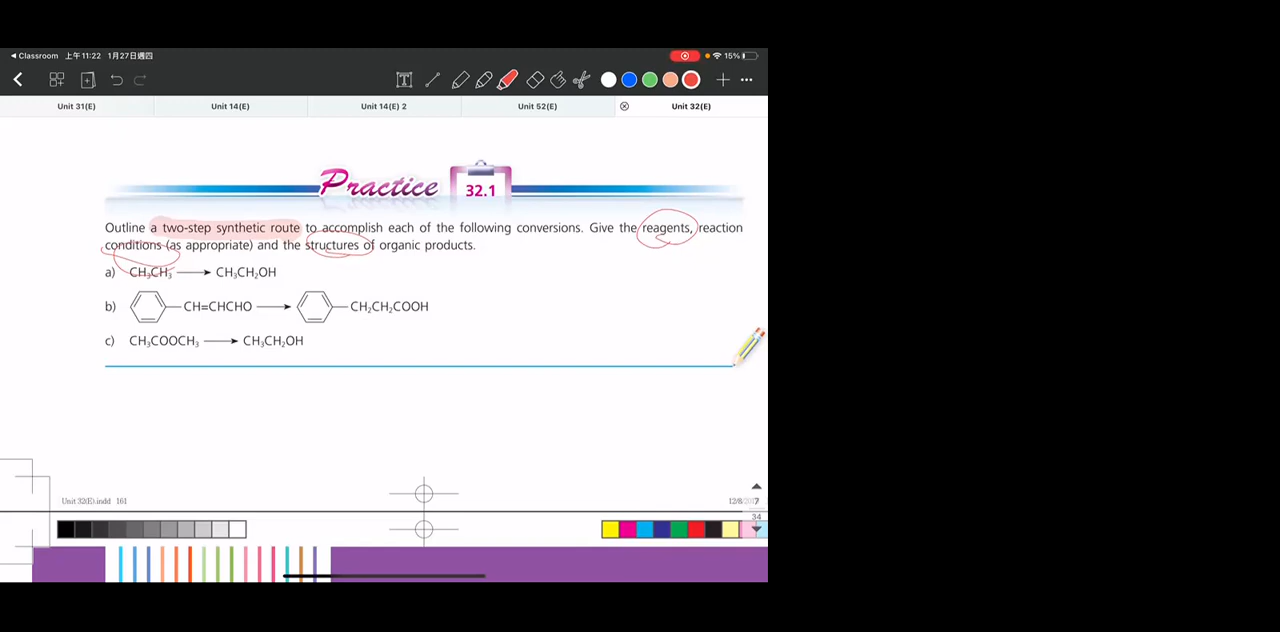 Classroom 上午11:22 1月27日週四 15%
Unit 31(E) Unit 14(E) Unit 14(E) 2 Unit 52(E) Unit 32(E)
Practice 32.1
Outline a two-step synthetic route to accomplish each of the following conversions. Give the reagents, reaction
conditions (as appropriate) and the structures of organic products.
a) CH₃CH₃ ⟶ CH₃CH₂OH
b) CH=CHCHO ⟶ CH₂CH₂COOH
c) CH₃COOCH₃ ⟶ CH₃CH₂OH
Unit 32(E).indd 161
7
34